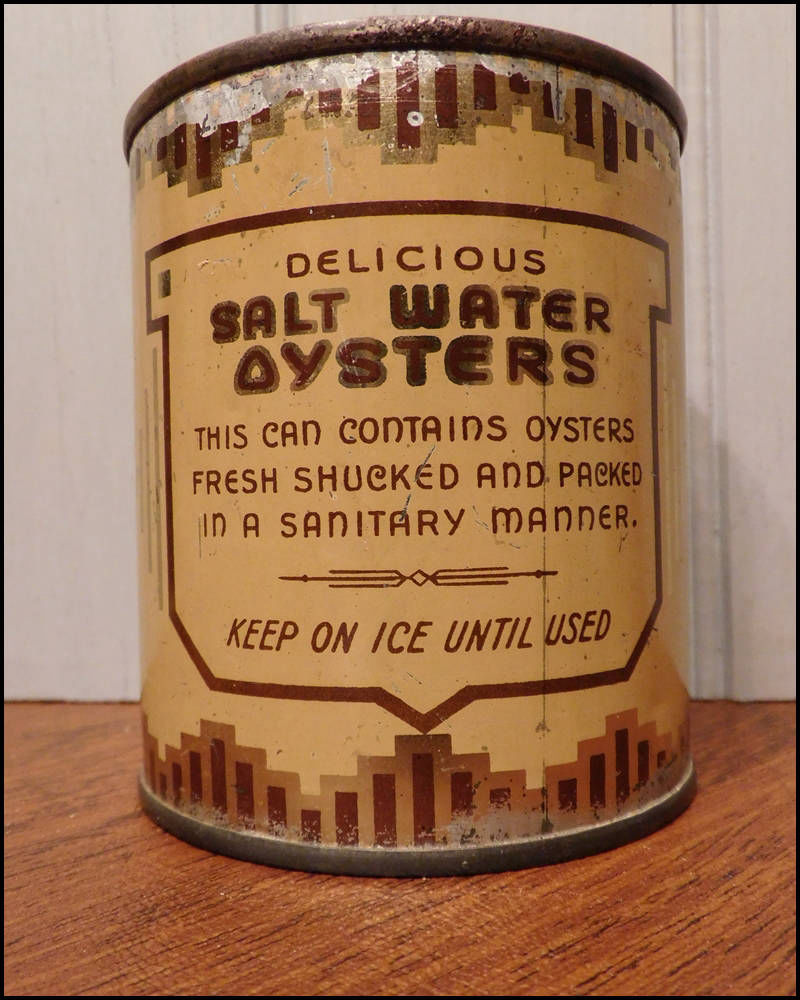 DELICIOUS
SALT WATER
OYSTERS
THIS CAN CONTAINS OYSTERS
FRESH SHUCKED AND PACKED
IN A SANITARY MANNER.
KEEP ON ICE UNTIL USED